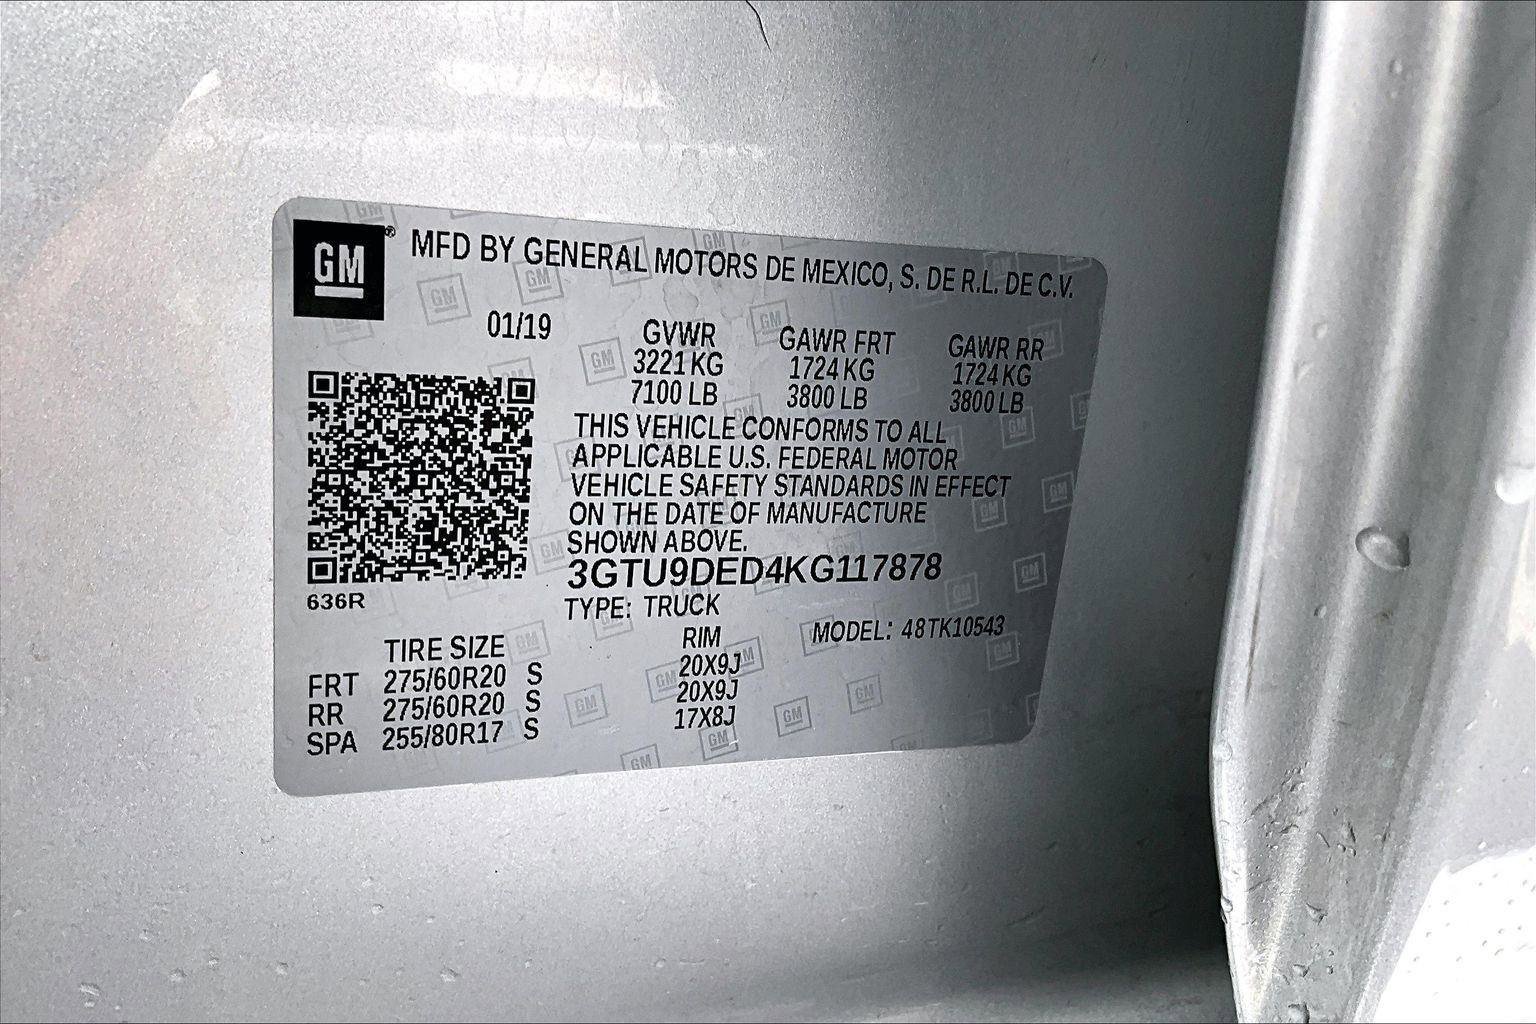 GM® MFD BY GENERAL MOTORS DE MEXICO, S. DE R.L. DE C.V.
01/19 GVWR GAWR FRT GAWR RR
3221 KG 1724 KG 1724 KG
7100 LB 3800 LB 3800 LB
THIS VEHICLE CONFORMS TO ALL
APPLICABLE U.S. FEDERAL MOTOR
VEHICLE SAFETY STANDARDS IN EFFECT
ON THE DATE OF MANUFACTURE
SHOWN ABOVE.
3GTU9DED4KG117878
636R
TYPE: TRUCK
TIRE SIZE RIM MODEL: 48TK10543
FRT 275/60R20 S 20X9J
RR 275/60R20 S 20X9J
SPA 255/80R17 S 17X8J